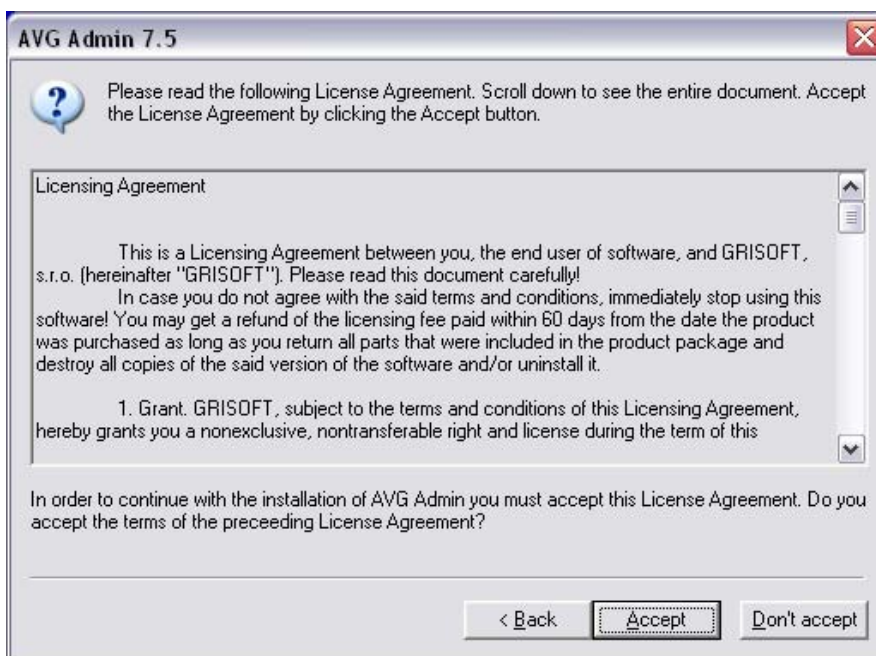 AVG Admin 7.5
Please read the following License Agreement. Scroll down to see the entire document. Accept
the License Agreement by clicking the Accept button.
Licensing Agreement
This is a Licensing Agreement between you, the end user of software, and GRISOFT,
s.r.o. (hereinafter "GRISOFT"). Please read this document carefully!
In case you do not agree with the said terms and conditions, immediately stop using this
software! You may get a refund of the licensing fee paid within 60 days from the date the product
was purchased as long as you return all parts that were included in the product package and
destroy all copies of the said version of the software and/or uninstall it.
1. Grant. GRISOFT, subject to the terms and conditions of this Licensing Agreement,
hereby grants you a nonexclusive, nontransferable right and license during the term of this
In order to continue with the installation of AVG Admin you must accept this License Agreement. Do you
accept the terms of the preceeding License Agreement?
< Back Accept Don't accept